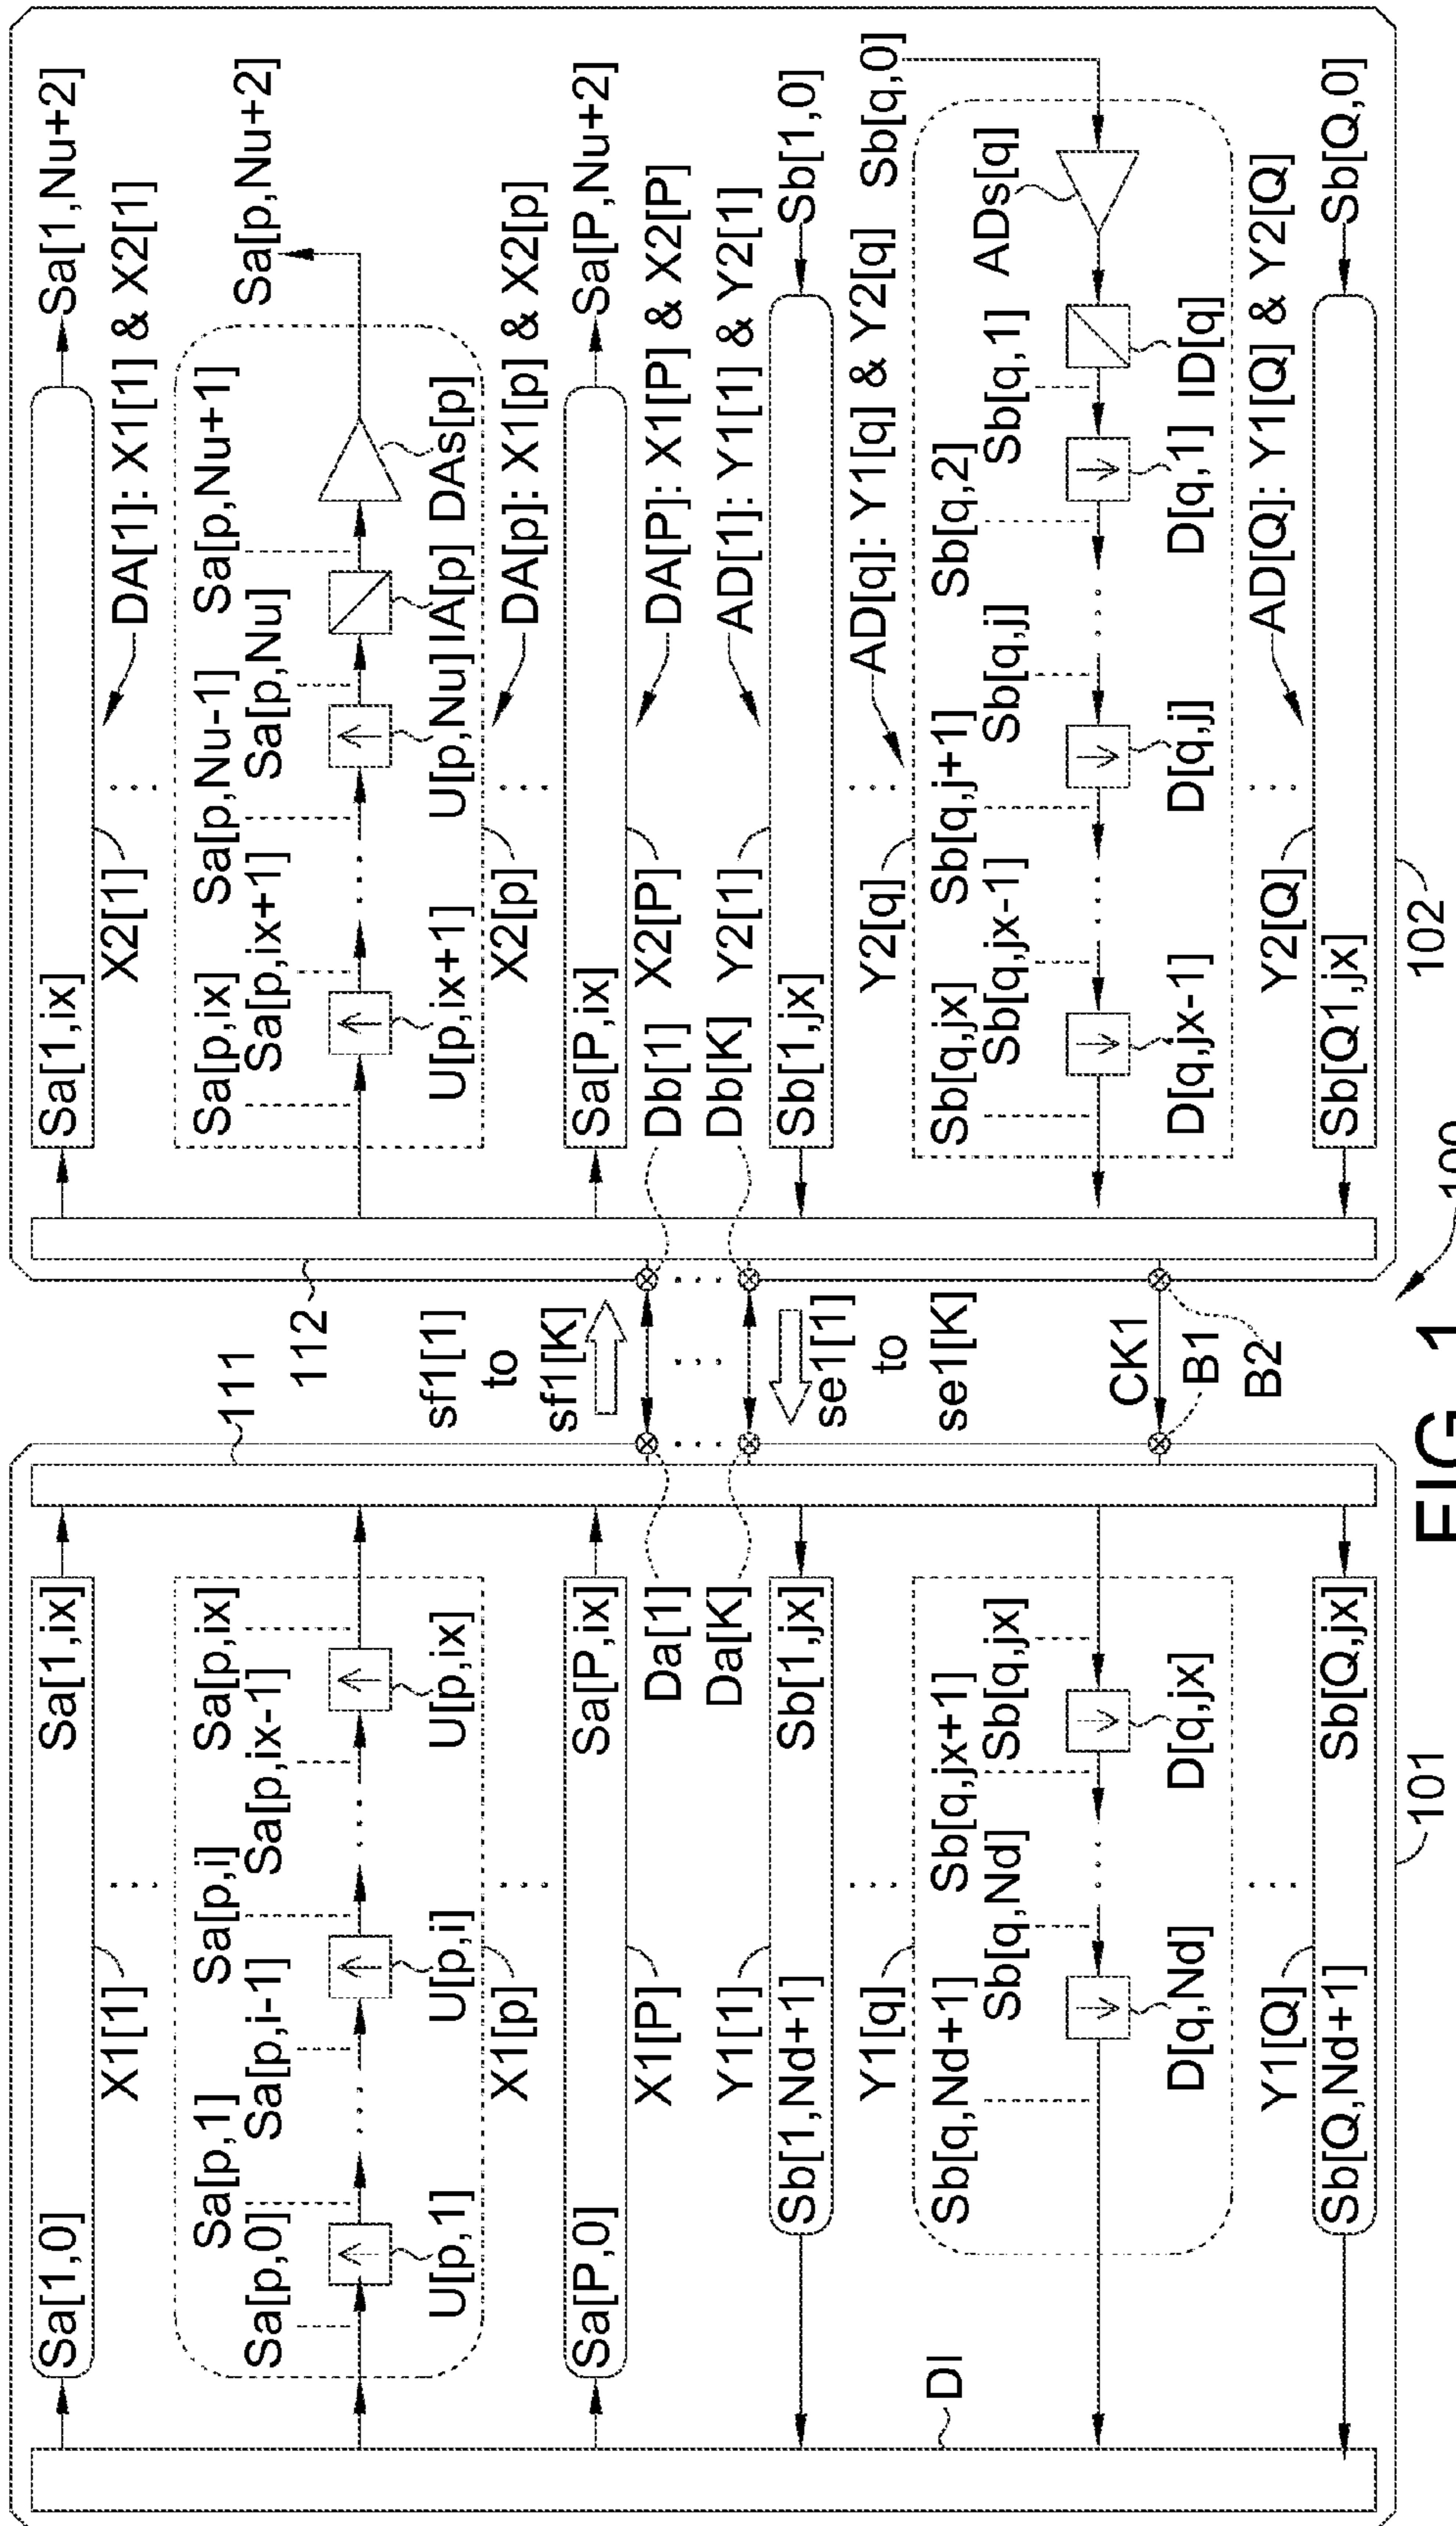 Sa[1,0]
Sa[1,ix]
X1[1]
Sa[p,0]
Sa[p,1]
Sa[p,i-1]
Sa[p,i]
Sa[p,ix-1]
Sa[p,ix]
U[p,1]
U[p,i]
U[p,ix]
X1[p]
Sa[P,0]
Sa[P,ix]
X1[P]
Da[1]
Da[K]
Y1[1]
Sb[1,Nd+1]
Sb[1,jx]
Y1[q]
Sb[q,Nd+1]
Sb[q,Nd]
Sb[q,jx+1]
Sb[q,jx]
D[q,Nd]
D[q,jx]
Y1[Q]
Sb[Q,Nd+1]
Sb[Q,jx]
DI
101
111
112
sf1[1]
to
sf1[K]
se1[1]
to
se1[K]
CK1
B1
B2
Sa[1,ix]
Sa[1,Nu+2]
X2[1]
DA[1]: X1[1] & X2[1]
Sa[p,ix]
Sa[p,ix+1]
Sa[p,Nu-1]
Sa[p,Nu]
Sa[p,Nu+1]
Sa[p,Nu+2]
U[p,ix+1]
U[p,Nu]
IA[p]
DAs[p]
X2[p]
DA[p]: X1[p] & X2[p]
Sa[P,ix]
Sa[P,Nu+2]
Db[1]
X2[P]
DA[P]: X1[P] & X2[P]
Db[K]
Y2[1]
AD[1]: Y1[1] & Y2[1]
Sb[1,jx]
Sb[1,0]
Y2[q]
AD[q]: Y1[q] & Y2[q]
Sb[q,0]
Sb[q,jx]
Sb[q,jx-1]
Sb[q,j+1]
Sb[q,j]
Sb[q,2]
Sb[q,1]
ADs[q]
D[q,jx-1]
D[q,j]
D[q,1]
ID[q]
Y2[Q]
AD[Q]: Y1[Q] & Y2[Q]
Sb[Q1,jx]
Sb[Q,0]
102
100
FIG. 1